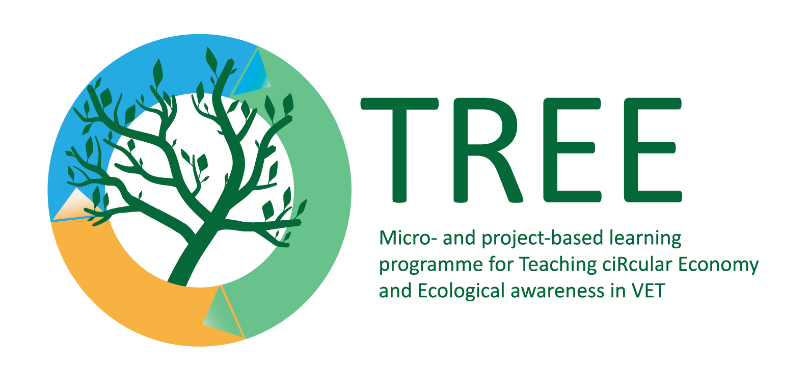 TREE
Micro- and project-based learning
programme for Teaching ciRcular Economy
and Ecological awareness in VET